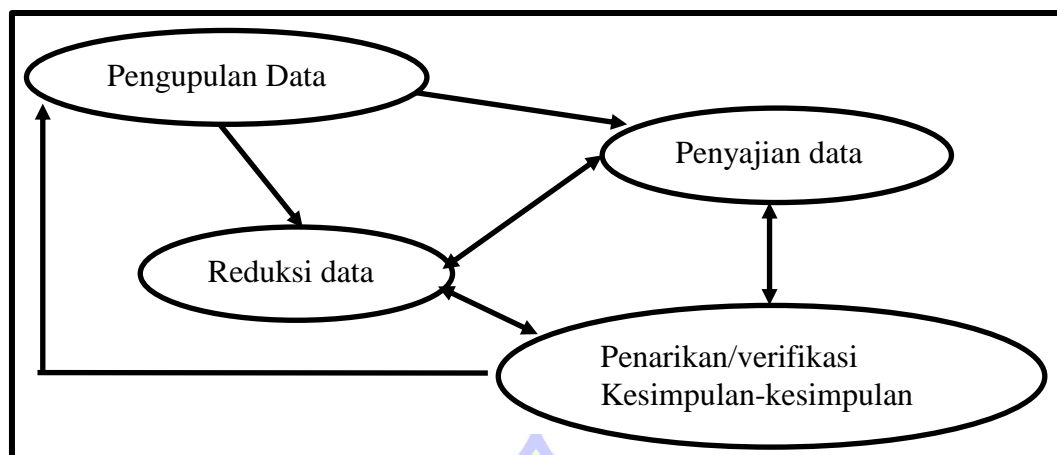 Pengupulan Data
Penyajian data
Reduksi data
Penarikan/verifikasi
Kesimpulan-kesimpulan